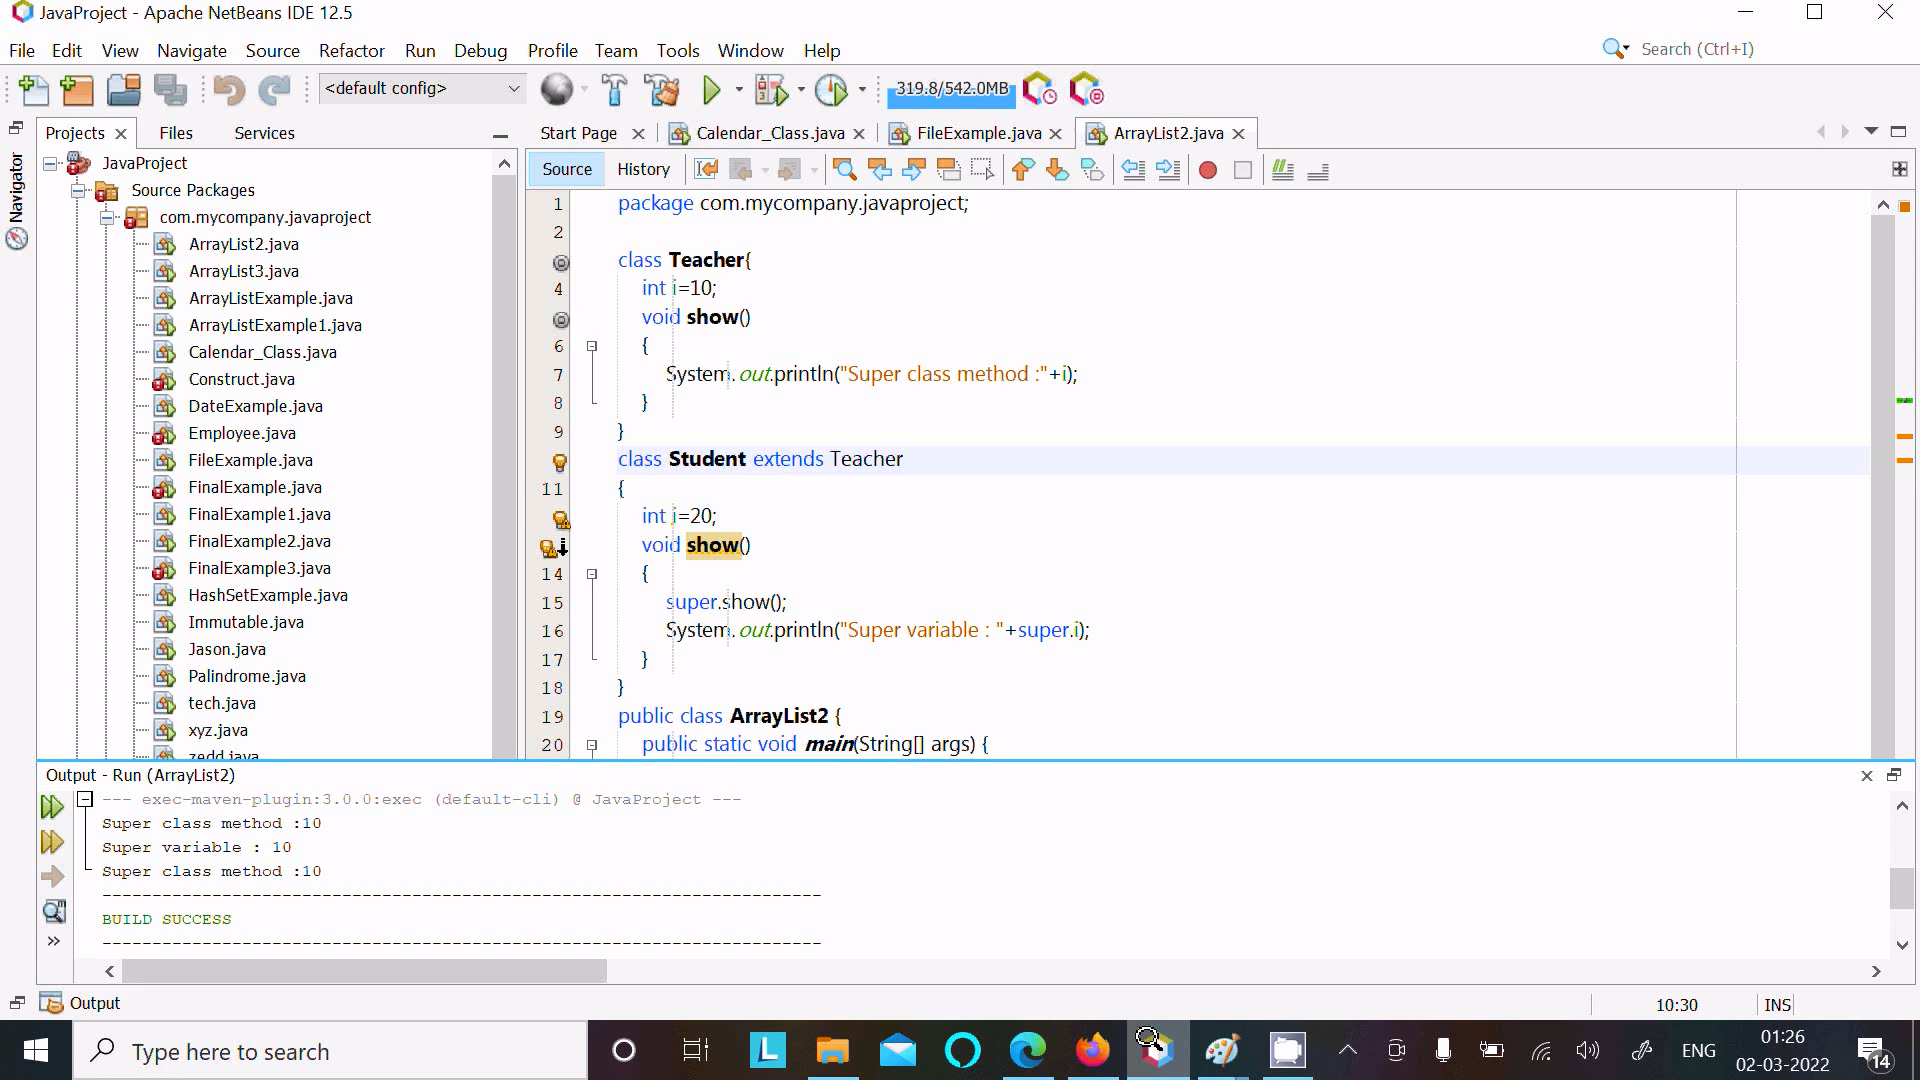 JavaProject - Apache NetBeans IDE 12.5
File Edit View Navigate Source Refactor Run Debug Profile Team Tools Window Help
Search (Ctrl+I)
<default config>
319.8/542.0MB
Projects Files Services
Start Page Calendar_Class.java FileExample.java ArrayList2.java
Navigator
JavaProject
Source Packages
com.mycompany.javaproject
ArrayList2.java
ArrayList3.java
ArrayListExample.java
ArrayListExample1.java
Calendar_Class.java
Construct.java
DateExample.java
Employee.java
FileExample.java
FinalExample.java
FinalExample1.java
FinalExample2.java
FinalExample3.java
HashSetExample.java
Immutable.java
Jason.java
Palindrome.java
tech.java
xyz.java
zedd.java
Source History
1 package com.mycompany.javaproject;
2
class Teacher{
4 int i=10;
void show()
6 {
7 System.out.println("Super class method :"+i);
8 }
9 }
class Student extends Teacher
11 {
int i=20;
void show()
14 {
15 super.show();
16 System.out.println("Super variable : "+super.i);
17 }
18 }
19 public class ArrayList2 {
20 public static void main(String[] args) {
Output - Run (ArrayList2)
--- exec-maven-plugin:3.0.0:exec (default-cli) @ JavaProject ---
Super class method :10
Super variable : 10
Super class method :10
------------------------------------------------------------------------
BUILD SUCCESS
------------------------------------------------------------------------
Output
10:30 INS
Type here to search
L
ENG
01:26
02-03-2022
14